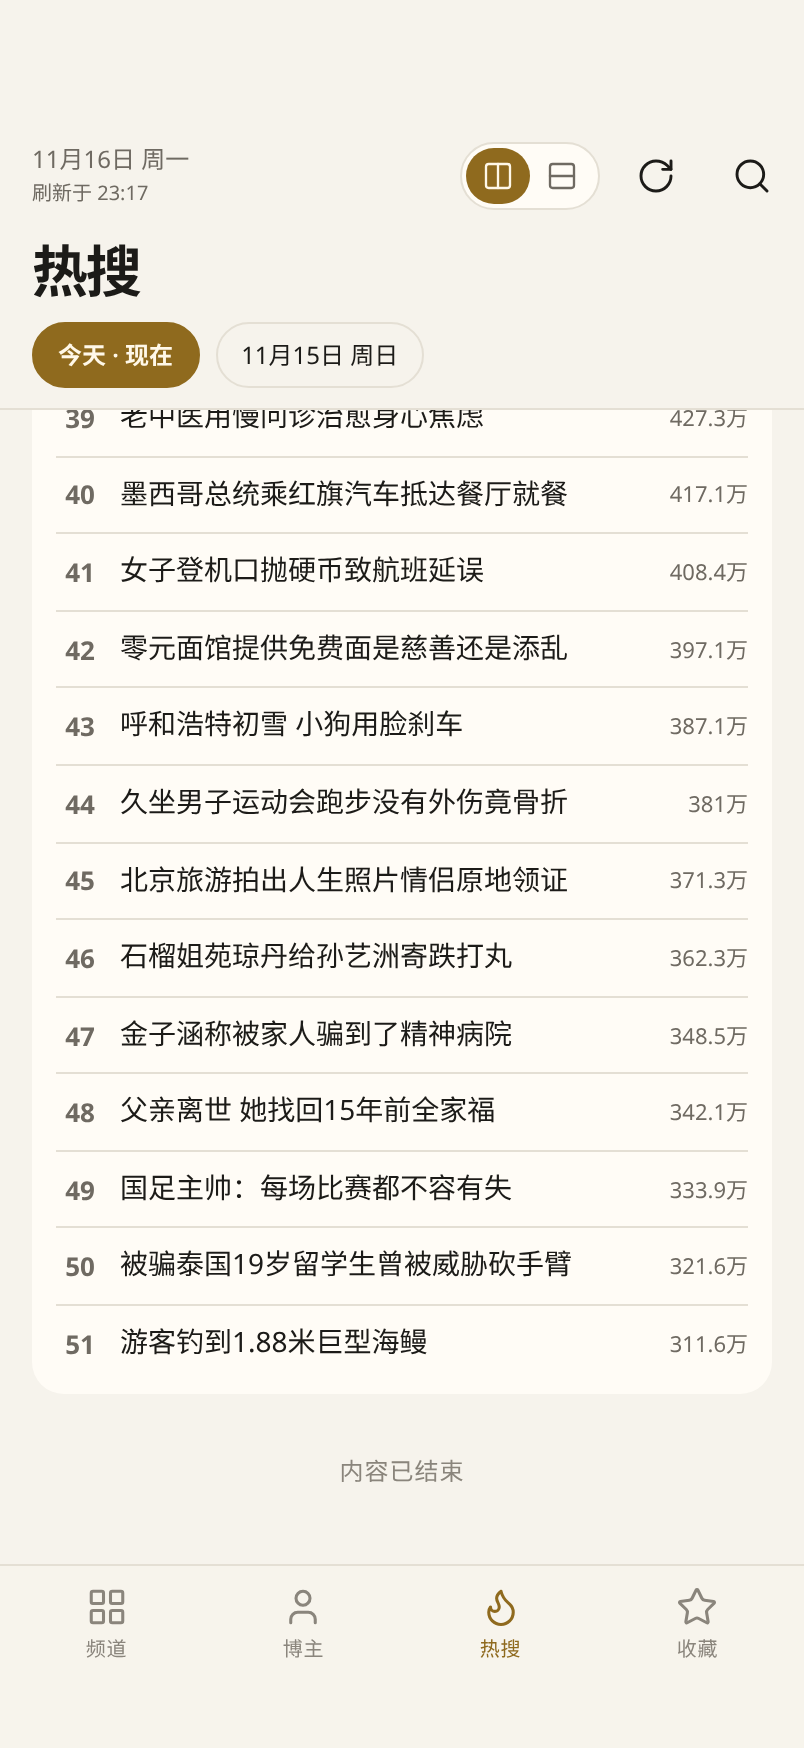 11月16日 周一
刷新于 23:17
热搜
今天 · 现在
11月15日 周日
39 老中医用慢问诊治愈身心焦虑 427.3万
40 墨西哥总统乘红旗汽车抵达餐厅就餐 417.1万
41 女子登机口抛硬币致航班延误 408.4万
42 零元面馆提供免费面是慈善还是添乱 397.1万
43 呼和浩特初雪 小狗用脸刹车 387.1万
44 久坐男子运动会跑步没有外伤竟骨折 381万
45 北京旅游拍出人生照片情侣原地领证 371.3万
46 石榴姐苑琼丹给孙艺洲寄跌打丸 362.3万
47 金子涵称被家人骗到了精神病院 348.5万
48 父亲离世 她找回15年前全家福 342.1万
49 国足主帅：每场比赛都不容有失 333.9万
50 被骗泰国19岁留学生曾被威胁砍手臂 321.6万
51 游客钓到1.88米巨型海鳗 311.6万
内容已结束
频道
博主
热搜
收藏